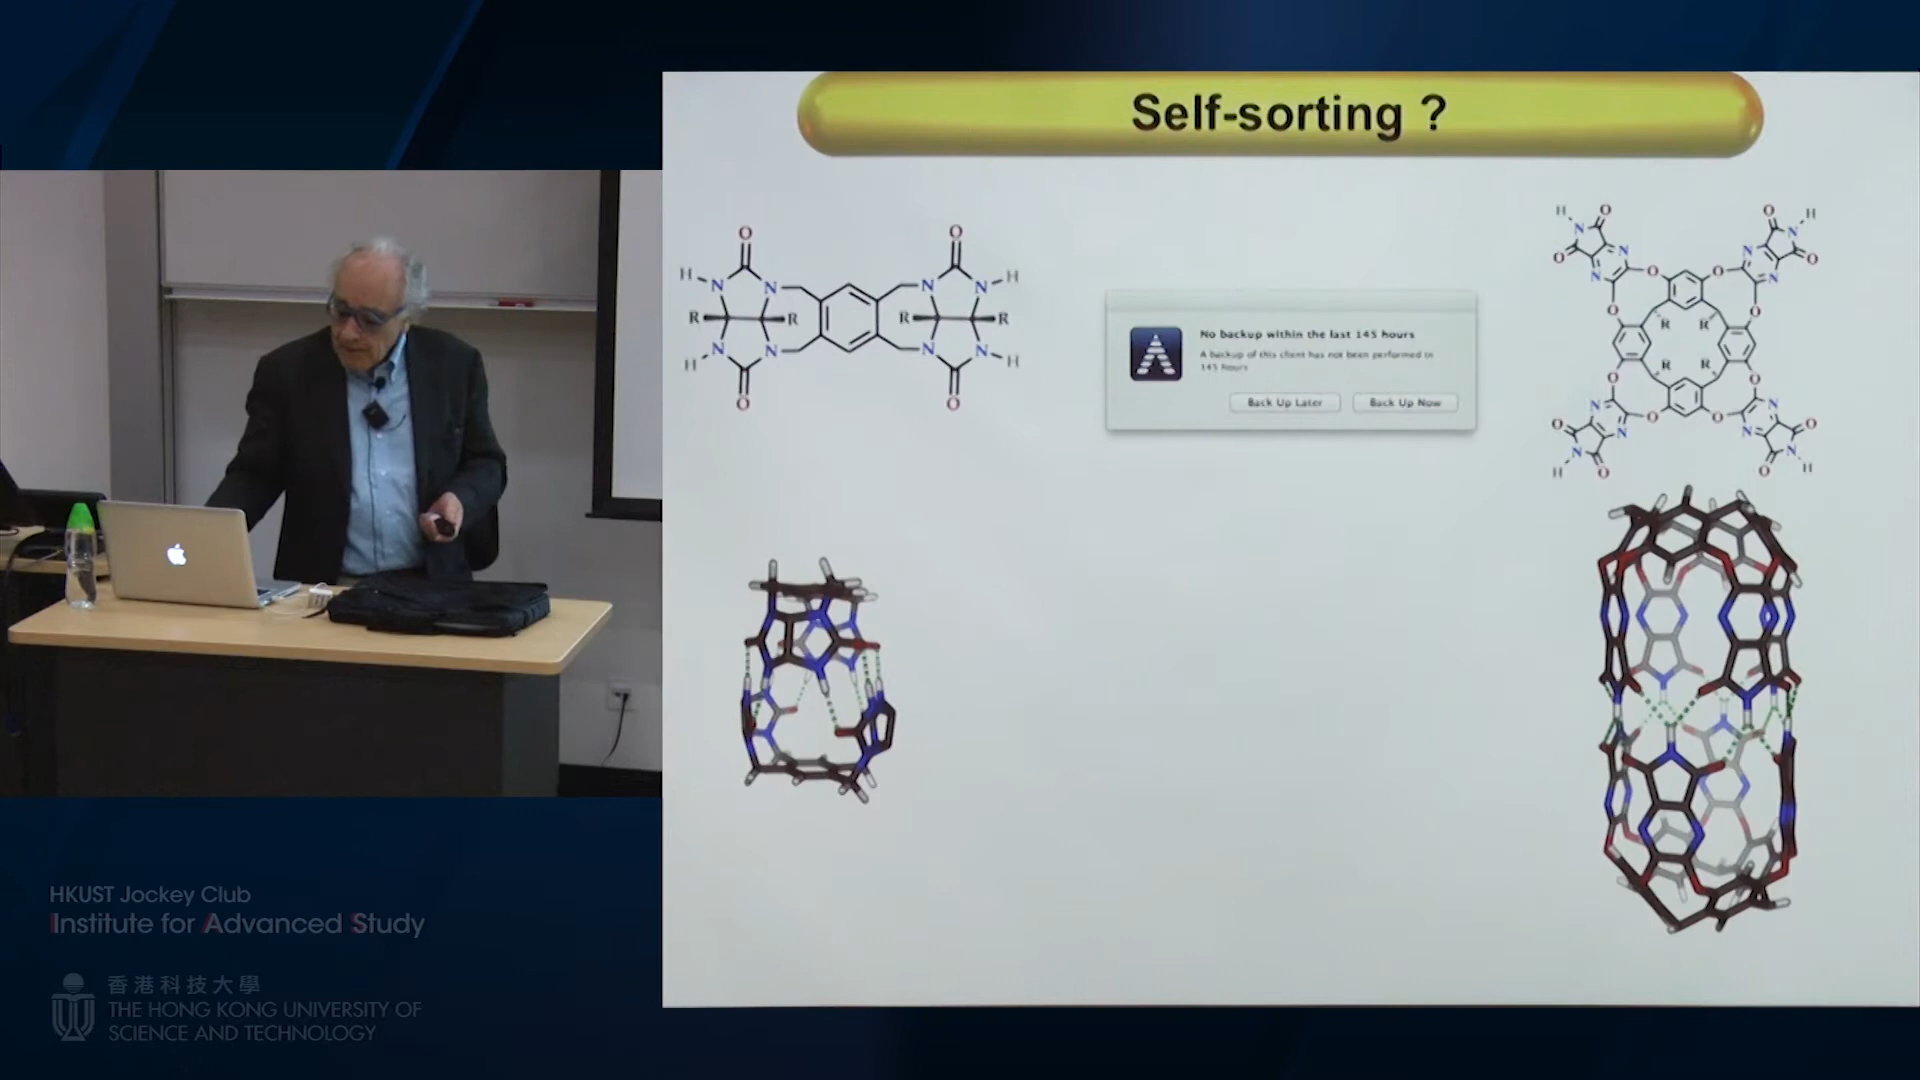 Self-sorting ?
No backup within the last 145 hours
A backup of this client has not been performed in
145 hours
Back Up Later
Back Up Now
O O
H N N N N H
R R R R
H N N N N H
O O
H O O H
N N
O N N O
N N
O O
O O
R R
R R
O O
O O
O N N O
N N
N N
H O O H
HKUST Jockey Club
Institute for Advanced Study
香港科技大學
THE HONG KONG UNIVERSITY OF
SCIENCE AND TECHNOLOGY